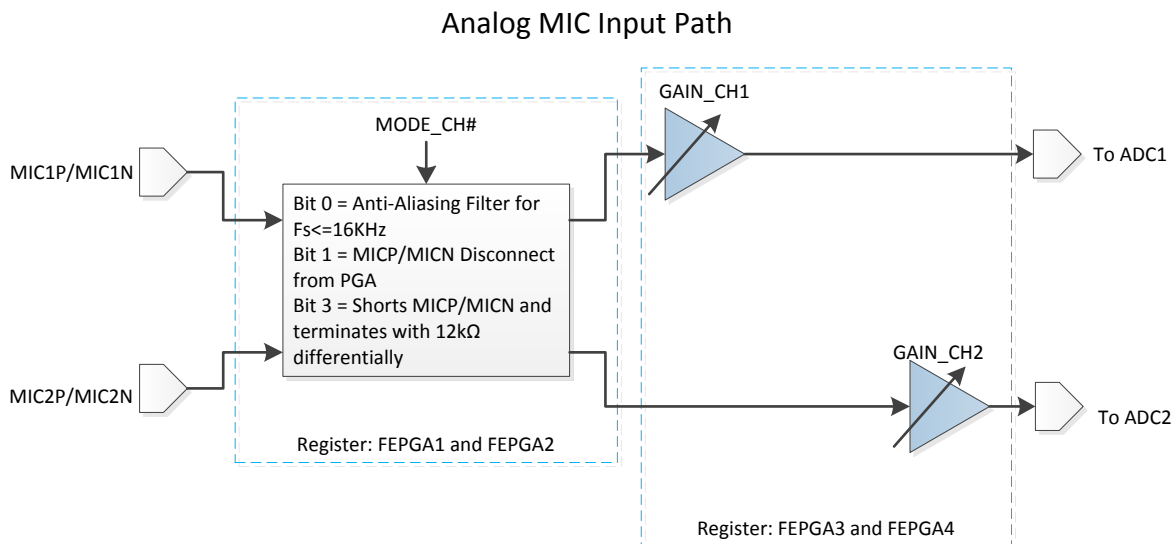 Analog MIC Input Path
GAIN_CH1
MODE_CH#
MIC1P/MIC1N
To ADC1
Bit 0 = Anti-Aliasing Filter for
Fs<=16KHz
Bit 1 = MICP/MICN Disconnect
from PGA
Bit 3 = Shorts MICP/MICN and
terminates with 12kΩ
differentially
GAIN_CH2
MIC2P/MIC2N
To ADC2
Register: FEPGA1 and FEPGA2
Register: FEPGA3 and FEPGA4